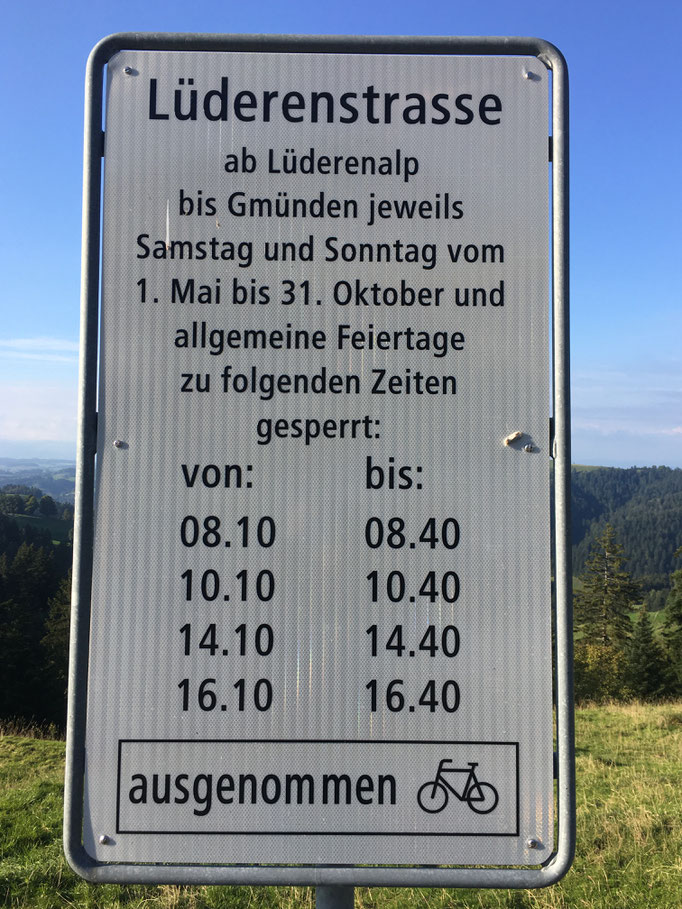 Lüderenstrasse
ab Lüderenalp
bis Gmünden jeweils
Samstag und Sonntag vom
1. Mai bis 31. Oktober und
allgemeine Feiertage
zu folgenden Zeiten
gesperrt:
von: bis:
08.10 08.40
10.10 10.40
14.10 14.40
16.10 16.40
ausgenommen